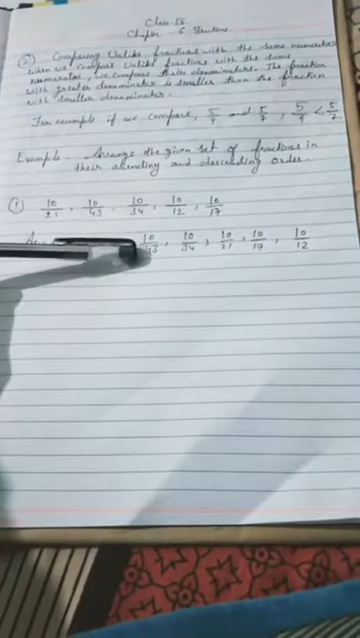 Class-IV
Chapter - 6 Fractions
② Comparing Unlike fractions with the same numerator
when we compare unlike fractions with the same
numerator, we compare their denominators. The fraction
with greater denominator is smaller than the fraction
with smaller denominator.
For example if we compare, 5/9 and 5/7, 5/9 < 5/7
Example - Arrange the given set of fractions in
their ascending and descending order.
① 10/21, 10/43, 10/34, 10/12, 10/17
10/43, 10/34, 10/21, 10/19, 10/12